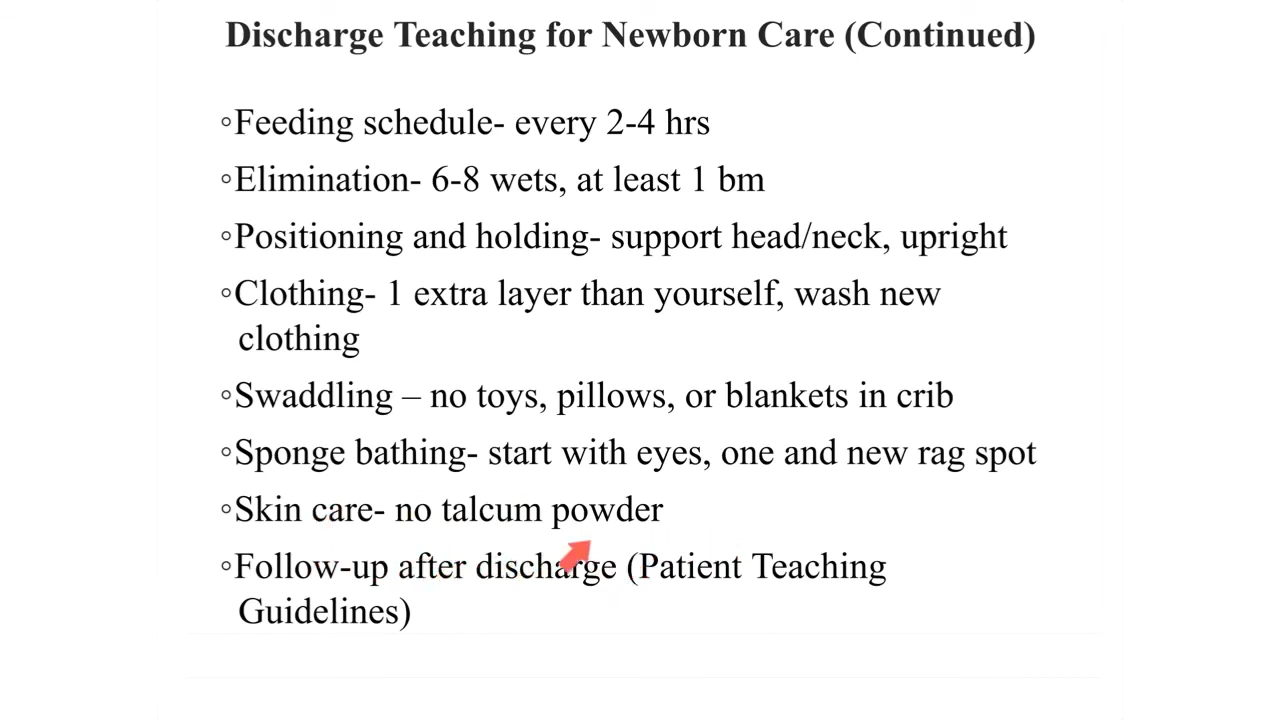 Discharge Teaching for Newborn Care (Continued)
◦Feeding schedule- every 2-4 hrs
◦Elimination- 6-8 wets, at least 1 bm
◦Positioning and holding- support head/neck, upright
◦Clothing- 1 extra layer than yourself, wash new
clothing
◦Swaddling – no toys, pillows, or blankets in crib
◦Sponge bathing- start with eyes, one and new rag spot
◦Skin care- no talcum powder
◦Follow-up after discharge (Patient Teaching
Guidelines)